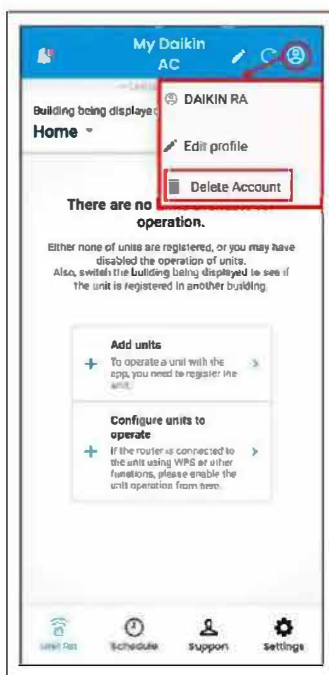 My Daikin
AC
DAIKIN RA
Building being displayed
Home
Edit profile
Delete Account
There are no
operation.
Either none of units are registered, or you may have
disabled the operation of units.
Also, switch the building being displayed to see if
the unit is registered in another building.
Add units
To operate a unit with the
app, you need to register the
unit.
Configure units to
operate
If the router is connected to
the unit using WPS or other
functions, please enable the
unit operation from here.
Schedule
Support
Settings